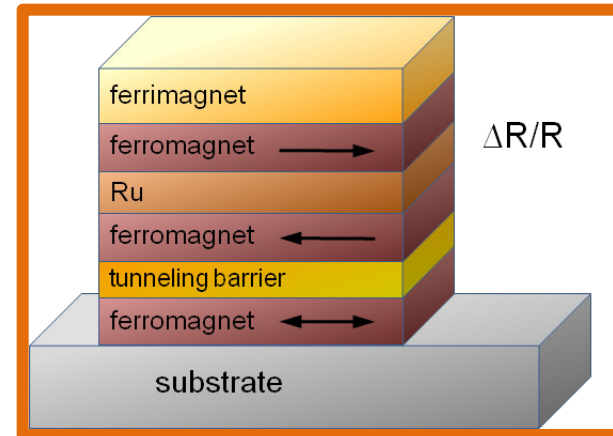 ferrimagnet
ferromagnet
ΔR/R
Ru
ferromagnet
tunneling barrier
ferromagnet
substrate